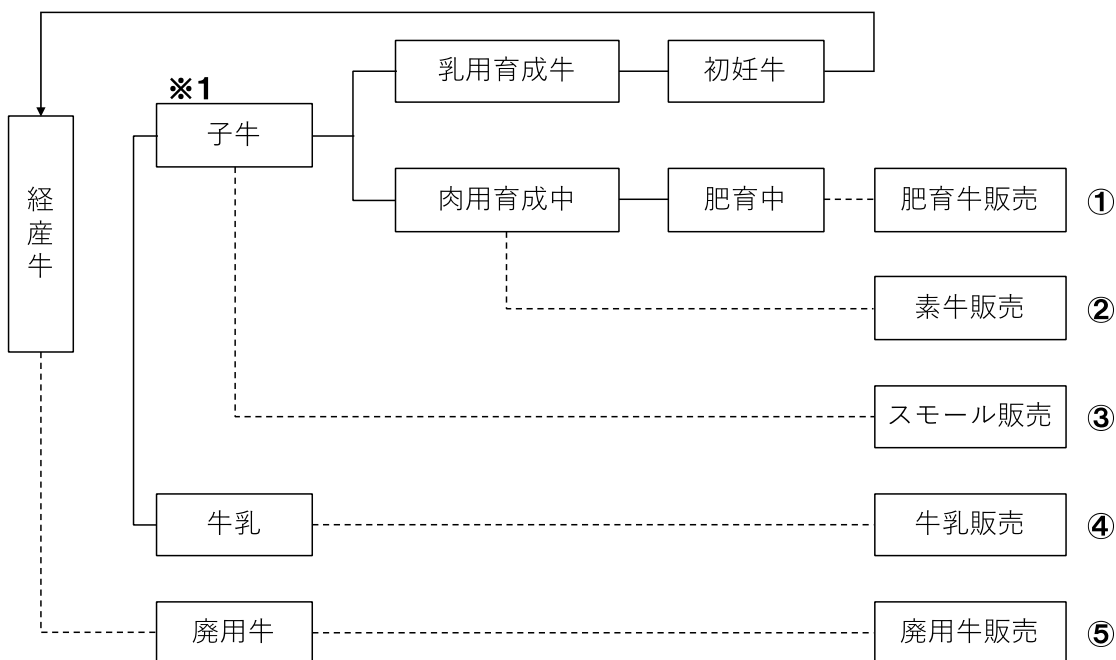 乳用育成牛
初妊牛
※1
子牛
経産牛
肉用育成中
肥育中
肥育牛販売
①
素牛販売
②
スモール販売
③
牛乳
牛乳販売
④
廃用牛
廃用牛販売
⑤